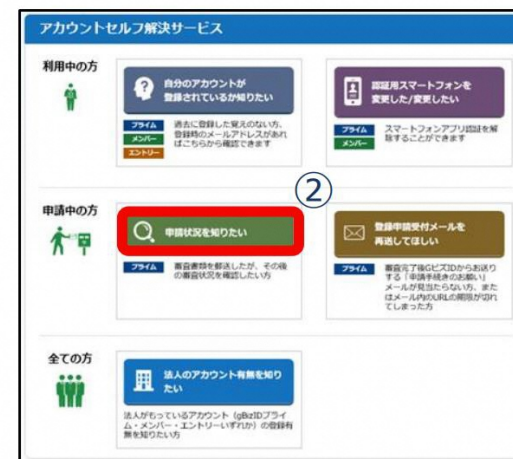 アカウントセルフ解決サービス
利用中の方
自分のアカウントが
登録されているか知りたい
プライム
メンバー
エントリー
過去に登録した覚えのない方、
登録時のメールアドレスがあれ
ばこちらから確認できます
認証用スマートフォンを
変更した/変更したい
プライム
メンバー
スマートフォンアプリ認証を解
除することができます
②
申請中の方
申請状況を知りたい
プライム
審査書類を郵送したが、その後
の審査状況を確認したい方
登録申請受付メールを
再送してほしい
プライム
審査完了後GビズIDからお送り
する「申請手続きのお願い」
メールが見当たらない方、また
はメール内のURLの期限が切れ
てしまった方
全ての方
法人のアカウント有無を知り
たい
法人がもっているアカウント（gBizIDプライ
ム・メンバー・エントリーいずれか）の登録有
無を知りたい方